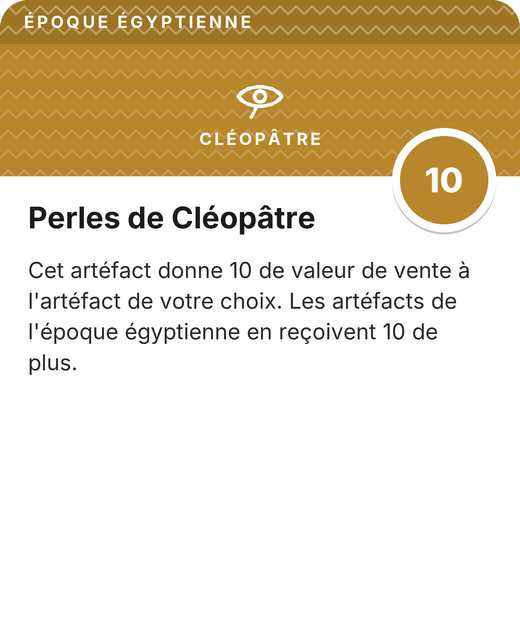 ÉPOQUE ÉGYPTIENNE
CLÉOPÂTRE
10
Perles de Cléopâtre
Cet artéfact donne 10 de valeur de vente à
l'artéfact de votre choix. Les artéfacts de
l'époque égyptienne en reçoivent 10 de
plus.